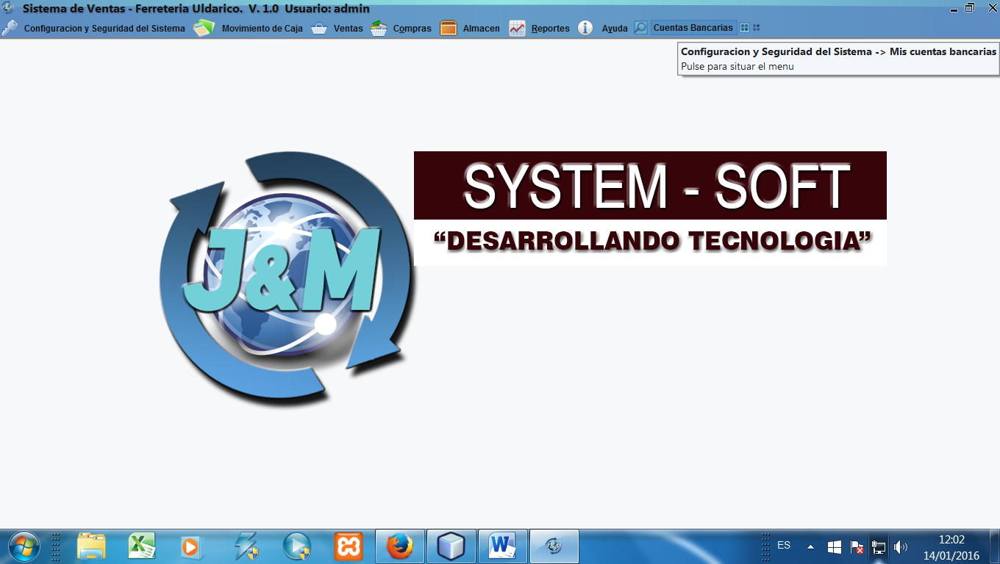 Sistema de Ventas - Ferreteria Uldarico. V. 1.0 Usuario: admin
Configuracion y Seguridad del Sistema Movimiento de Caja Ventas Compras Almacen Reportes Ayuda Cuentas Bancarias
Configuracion y Seguridad del Sistema -> Mis cuentas bancarias
Pulse para situar el menu
SYSTEM - SOFT
“DESARROLLANDO TECNOLOGIA”
J&M
ES
12:02
14/01/2016